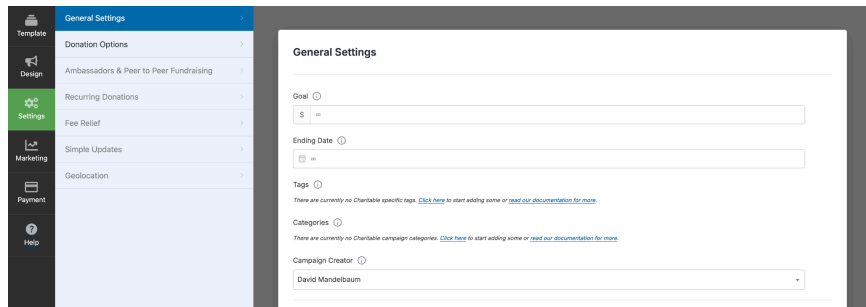 Template
Design
Settings
Marketing
Payment
Help
General Settings
Donation Options
Ambassadors & Peer to Peer Fundraising
Recurring Donations
Fee Relief
Simple Updates
Geolocation
General Settings
Goal
$ ∞
Ending Date
∞
Tags
There are currently no Charitable specific tags. Click here to start adding some or read our documentation for more.
Categories
There are currently no Charitable campaign categories. Click here to start adding some or read our documentation for more.
Campaign Creator
David Mandelbaum